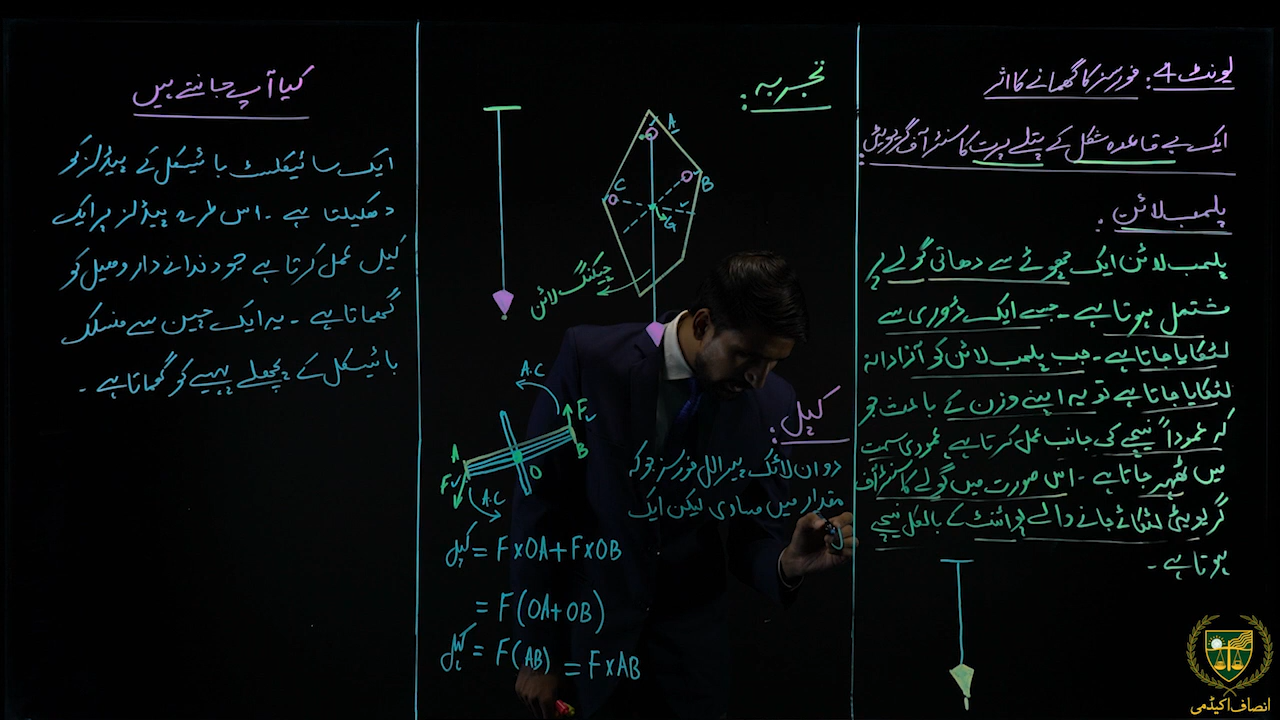 یونٹ 4: فورسز کا گھمانے کا اثر
ایک بے قاعدہ شکل کے پتلے پرت کا سنٹر آف گریویٹی:
پلمب لائن:
پلمب لائن ایک چھوٹے سے دھاتی گولے پر
مشتمل ہوتا ہے۔ جسے ایک ڈوری سے
لٹکایا جاتا ہے۔ جب پلمب لائن کو آزادانہ
لٹکایا جاتا ہے تو یہ اپنے وزن کے باعث جو
کہ عموداً نیچے کی جانب عمل کرتا ہے عمودی سمت
میں ٹھہر جاتا ہے۔ اس صورت میں گولے کا سنٹر آف
گریویٹی لٹکائے جانے والے پوائنٹ کے بالکل نیچے
ہوتا ہے۔
تجربہ:
A
B
C
G
چیکنگ لائن
کپل:
دو ان لائک پیرالل فورسز جو کہ
مقدار میں مساوی لیکن ایک
A.C
F
A
B
O
F
A.C
کپل = F×OA + F×OB
= F(OA+OB)
کپل = F(AB) = F×AB
کیا آپ جانتے ہیں
ایک سائیکلسٹ بائیسکل کے پیڈلز کو
دھکیلتا ہے۔ اس طرح پیڈلز پر ایک
کپل عمل کرتا ہے جو دندانے دار وھیل کو
گھماتا ہے۔ یہ ایک چین سے منسلک
بائیسکل کے پچھلے پہیے کو گھماتا ہے۔
انصاف اکیڈمی